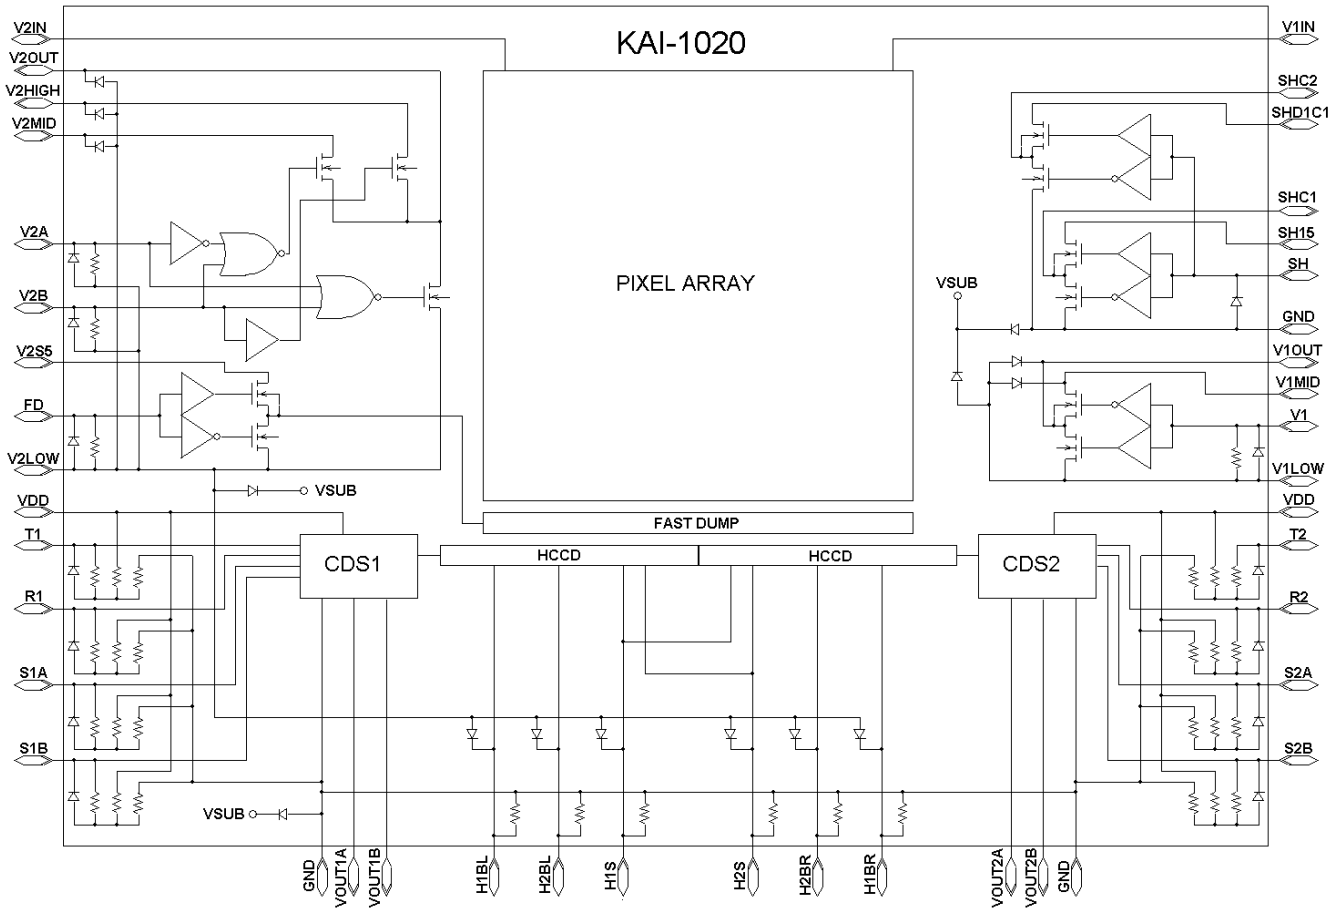 KAI-1020
V2IN
V2OUT
V2HIGH
V2MID
V2A
V2B
V2S5
FD
V2LOW
VSUB
VDD
T1
R1
S1A
S1B
VSUB
CDS1
PIXEL ARRAY
FAST DUMP
HCCD
HCCD
CDS2
V1IN
SHC2
SHD1C1
SHC1
SH15
SH
VSUB
GND
V1OUT
V1MID
V1
V1LOW
VDD
T2
R2
S2A
S2B
GND
VOUT1A
VOUT1B
H1BL
H2BL
H1S
H2S
H2BR
H1BR
VOUT2A
VOUT2B
GND